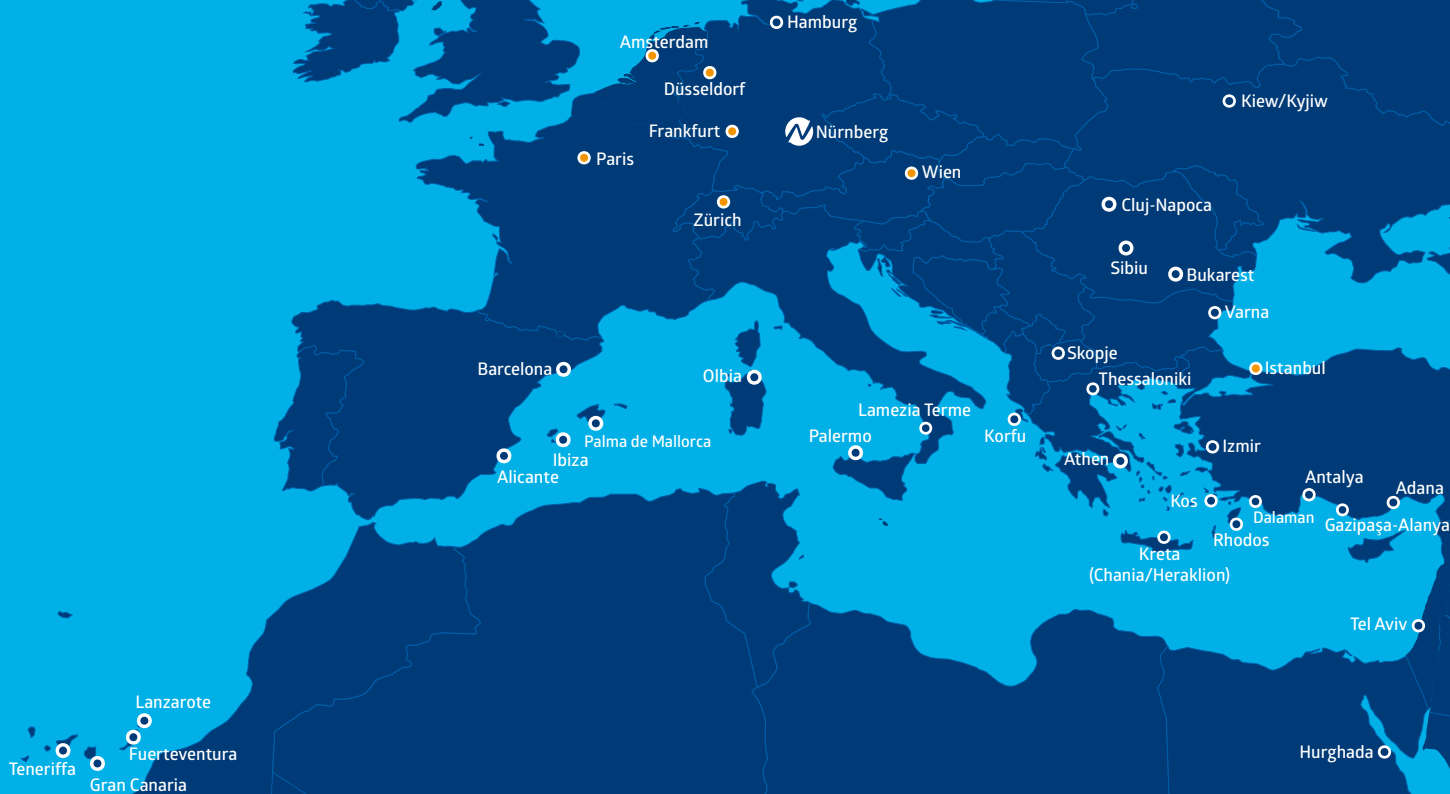 Hamburg
Amsterdam
Düsseldorf
Kiew/Kyjiw
Frankfurt
Nürnberg
Paris
Wien
Zürich
Cluj-Napoca
Sibiu
Bukarest
Varna
Skopje
Barcelona
Istanbul
Olbia
Thessaloniki
Lamezia Terme
Palermo
Korfu
Palma de Mallorca
Izmir
Ibiza
Athen
Alicante
Antalya
Adana
Kos
Dalaman
Gazipaşa-Alanya
Rhodos
Kreta
(Chania/Heraklion)
Tel Aviv
Lanzarote
Fuerteventura
Hurghada
Teneriffa
Gran Canaria